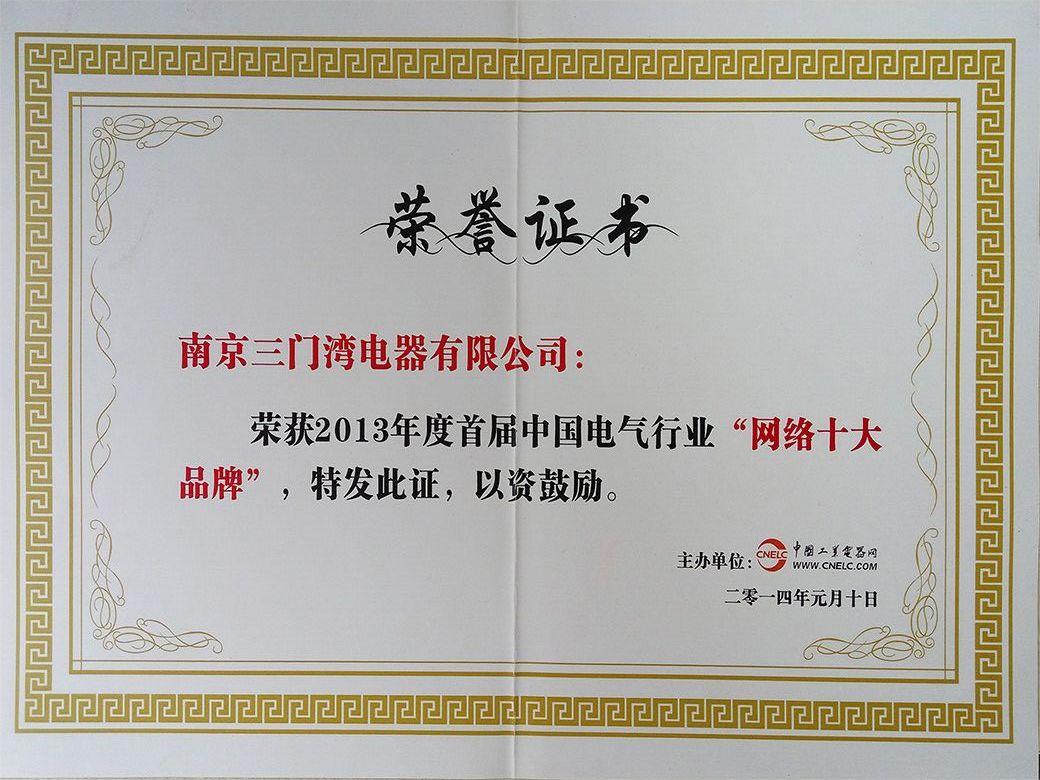 荣誉证书
南京三门湾电器有限公司：
荣获2013年度首届中国电气行业“网络十大
品牌”，特发此证，以资鼓励。
主办单位：CNELC 中國工業電器网
WWW.CNELC.COM
二零一四年元月十日